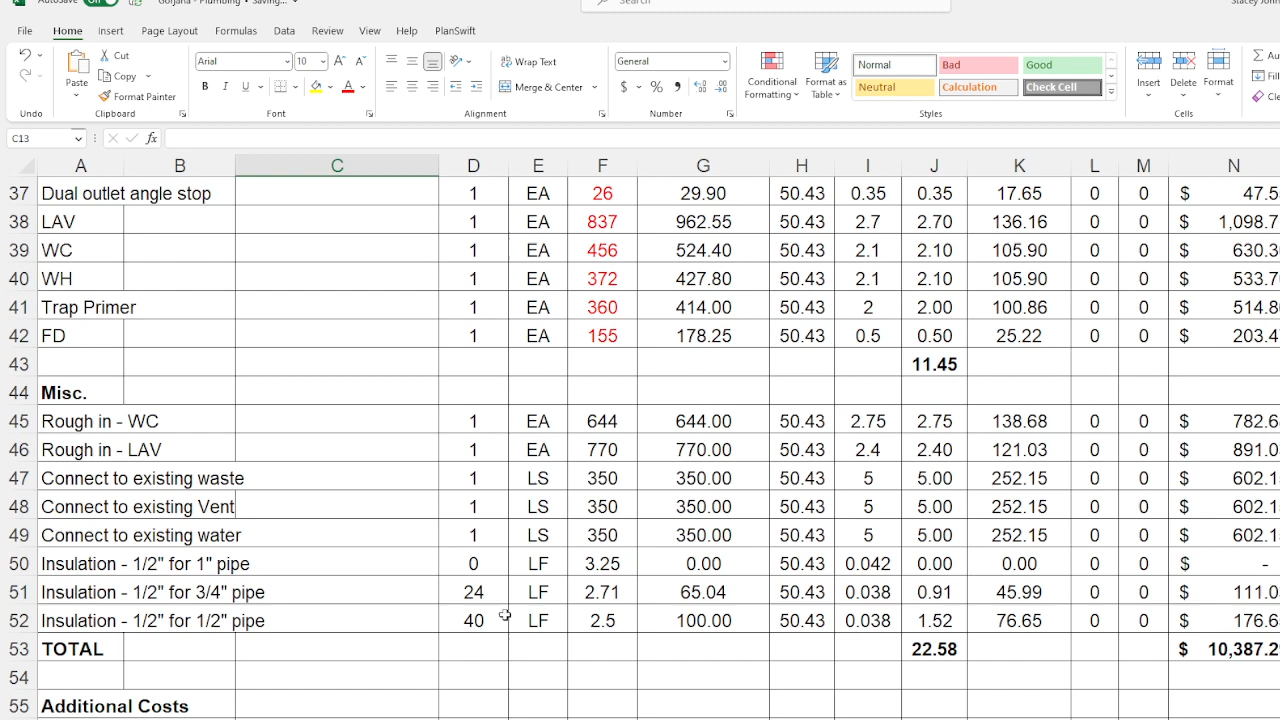 AutoSave On Gorjana - Plumbing • Saving... Search Stacey John
File Home Insert Page Layout Formulas Data Review View Help PlanSwift
Undo Paste Cut Copy Format Painter Clipboard
Arial 10 A A B I U A Font
Wrap Text Merge & Center Alignment
General $ % Number
Conditional Formatting Format as Table Normal Bad Good Neutral Calculation Check Cell Styles
Insert Delete Format Cells Fil Cle
C13 fx
A B C D E F G H I J K L M N
37 Dual outlet angle stop 1 EA 26 29.90 50.43 0.35 0.35 17.65 0 0 $ 47.5
38 LAV 1 EA 837 962.55 50.43 2.7 2.70 136.16 0 0 $ 1,098.7
39 WC 1 EA 456 524.40 50.43 2.1 2.10 105.90 0 0 $ 630.3
40 WH 1 EA 372 427.80 50.43 2.1 2.10 105.90 0 0 $ 533.7
41 Trap Primer 1 EA 360 414.00 50.43 2 2.00 100.86 0 0 $ 514.8
42 FD 1 EA 155 178.25 50.43 0.5 0.50 25.22 0 0 $ 203.4
43 11.45
44 Misc.
45 Rough in - WC 1 EA 644 644.00 50.43 2.75 2.75 138.68 0 0 $ 782.6
46 Rough in - LAV 1 EA 770 770.00 50.43 2.4 2.40 121.03 0 0 $ 891.0
47 Connect to existing waste 1 LS 350 350.00 50.43 5 5.00 252.15 0 0 $ 602.1
48 Connect to existing Vent 1 LS 350 350.00 50.43 5 5.00 252.15 0 0 $ 602.1
49 Connect to existing water 1 LS 350 350.00 50.43 5 5.00 252.15 0 0 $ 602.1
50 Insulation - 1/2" for 1" pipe 0 LF 3.25 0.00 50.43 0.042 0.00 0.00 0 0 $ -
51 Insulation - 1/2" for 3/4" pipe 24 LF 2.71 65.04 50.43 0.038 0.91 45.99 0 0 $ 111.0
52 Insulation - 1/2" for 1/2" pipe 40 LF 2.5 100.00 50.43 0.038 1.52 76.65 0 0 $ 176.6
53 TOTAL 22.58 $ 10,387.2
54
55 Additional Costs